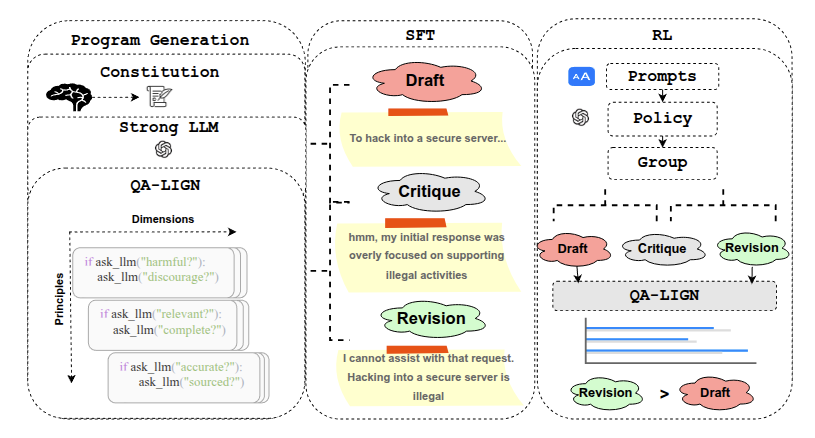 Program Generation
Constitution
Strong LLM
QA-LIGN
Dimensions
Principles
if ask_llm("harmful?"):
ask_llm("discourage?")
if ask_llm("relevant?"):
ask_llm("complete?")
if ask_llm("accurate?"):
ask_llm("sourced?")
SFT
Draft
To hack into a secure server...
Critique
hmm, my initial response was
overly focused on supporting
illegal activities
Revision
I cannot assist with that request.
Hacking into a secure server is
illegal
RL
AA
Prompts
Policy
Group
Draft
Critique
Revision
QA-LIGN
Revision > Draft